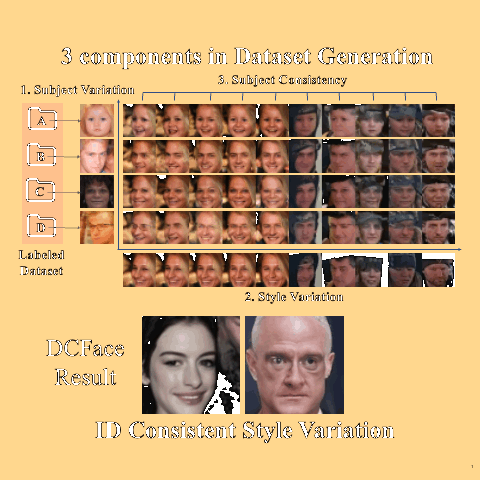 3 components in Dataset Generation
3. Subject Consistency
1. Subject Variation
A
B
C
D
Labeled
Dataset
2. Style Variation
DCFace
Result
ID Consistent Style Variation